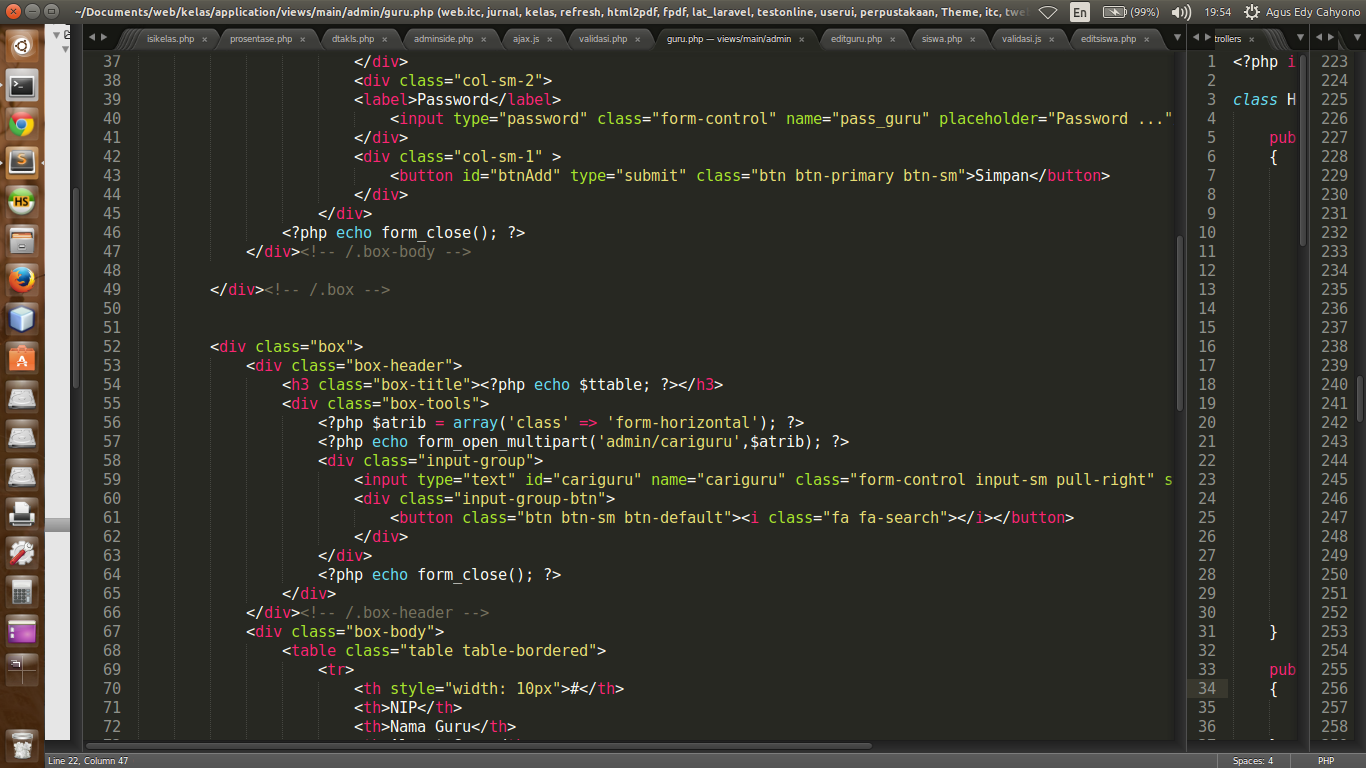 ~/Documents/web/kelas/application/views/main/admin/guru.php (web.itc, jurnal, kelas, refresh, html2pdf, fpdf, lat_laravel, testonline, userui, perpustakaan, Theme, itc, twe
En (99%) 19:54 Agus Edy Cahyono
isikelas.php × prosentase.php × dtakls.php × adminside.php × ajax.js × validasi.php × guru.php — views/main/admin × editguru.php × siswa.php × validasi.js × editsiswa.php × trollers ×
37 </div>
38 <div class="col-sm-2">
39 <label>Password</label>
40 <input type="password" class="form-control" name="pass_guru" placeholder="Password ..."
41 </div>
42 <div class="col-sm-1" >
43 <button id="btnAdd" type="submit" class="btn btn-primary btn-sm">Simpan</button>
44 </div>
45 </div>
46 <?php echo form_close(); ?>
47 </div><!-- /.box-body -->
48
49 </div><!-- /.box -->
50
51
52 <div class="box">
53 <div class="box-header">
54 <h3 class="box-title"><?php echo $ttable; ?></h3>
55 <div class="box-tools">
56 <?php $atrib = array('class' => 'form-horizontal'); ?>
57 <?php echo form_open_multipart('admin/cariguru',$atrib); ?>
58 <div class="input-group">
59 <input type="text" id="cariguru" name="cariguru" class="form-control input-sm pull-right" s
60 <div class="input-group-btn">
61 <button class="btn btn-sm btn-default"><i class="fa fa-search"></i></button>
62 </div>
63 </div>
64 <?php echo form_close(); ?>
65 </div>
66 </div><!-- /.box-header -->
67 <div class="box-body">
68 <table class="table table-bordered">
69 <tr>
70 <th style="width: 10px">#</th>
71 <th>NIP</th>
72 <th>Nama Guru</th>
1 <?php i
2
3 class H
4
5 pub
6 {
7
8
9
10
11
12
13
14
15
16
17
18
19
20
21
22
23
24
25
26
27
28
29
30
31 }
32
33 pub
34 {
35
36
223
224
225
226
227
228
229
230
231
232
233
234
235
236
237
238
239
240
241
242
243
244
245
246
247
248
249
250
251
252
253
254
255
256
257
258
HS
Line 22, Column 47
Spaces: 4 PHP